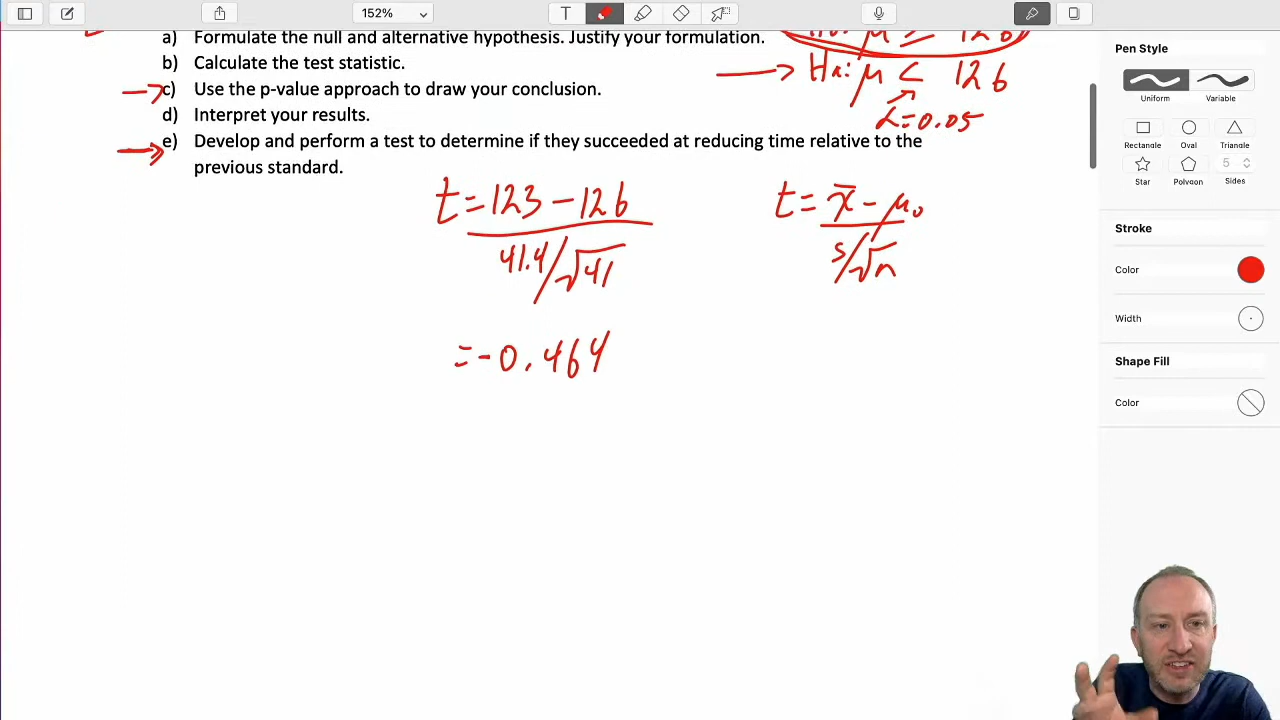 152%
T
a) Formulate the null and alternative hypothesis. Justify your formulation.
b) Calculate the test statistic.
c) Use the p-value approach to draw your conclusion.
d) Interpret your results.
e) Develop and perform a test to determine if they succeeded at reducing time relative to the
previous standard.
Ha: μ < 126
α=0.05
t = 123 - 126
41.4/√41
= -0.464
t = x̄ - μ₀
s/√n
Pen Style
Uniform Variable
Rectangle Oval Triangle
5
Star Polygon Sides
Stroke
Color
Width
Shape Fill
Color